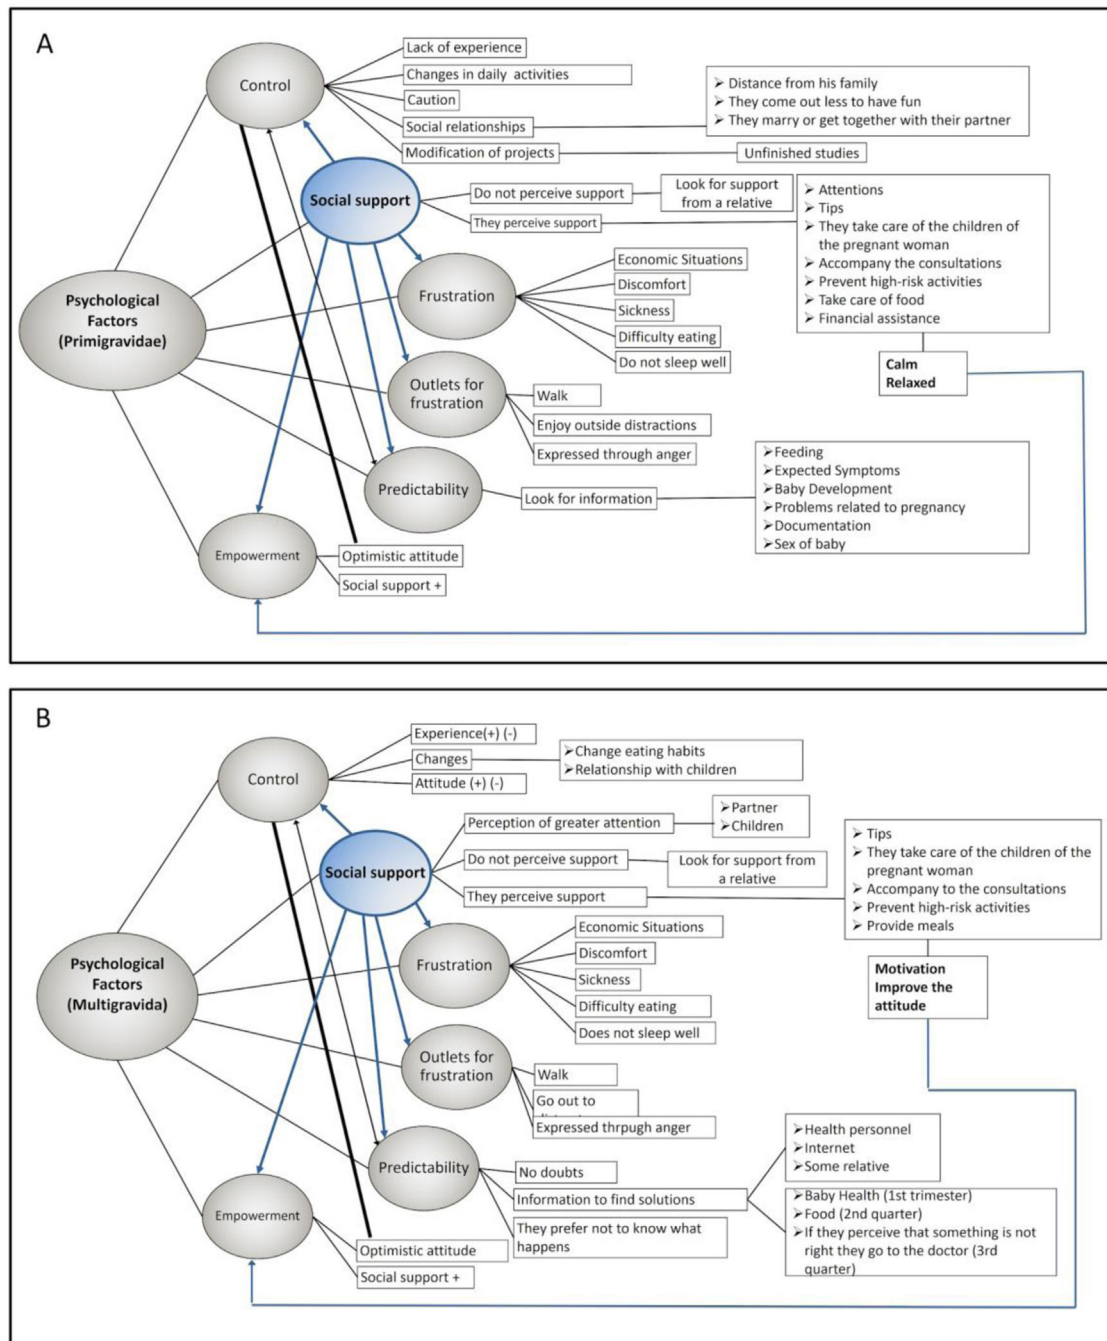 A
Control
Lack of experience
Changes in daily activities
Caution
Social relationships
Modification of projects
➢ Distance from his family
➢ They come out less to have fun
➢ They marry or get together with their partner
Unfinished studies
Social support
Do not perceive support
They perceive support
Look for support
from a relative
➢ Attentions
➢ Tips
➢ They take care of the children of
the pregnant woman
➢ Accompany the consultations
➢ Prevent high-risk activities
➢ Take care of food
➢ Financial assistance
Calm
Relaxed
Psychological
Factors
(Primigravidae)
Frustration
Economic Situations
Discomfort
Sickness
Difficulty eating
Do not sleep well
Outlets for
frustration
Walk
Enjoy outside distractions
Expressed through anger
Predictability
Look for information
➢Feeding
➢Expected Symptoms
➢Baby Development
➢Problems related to pregnancy
➢Documentation
➢Sex of baby
Empowerment
Optimistic attitude
Social support +
B
Control
Experience(+) (-)
Changes
Attitude (+) (-)
➢ Change eating habits
➢ Relationship with children
Social support
Perception of greater attention
Do not perceive support
They perceive support
➢ Partner
➢ Children
Look for support from
a relative
➢ Tips
➢ They take care of the children of the
pregnant woman
➢ Accompany to the consultations
➢ Prevent high-risk activities
➢ Provide meals
Motivation
Improve the
attitude
Psychological
Factors
(Multigravida)
Frustration
Economic Situations
Discomfort
Sickness
Difficulty eating
Does not sleep well
Outlets for
frustration
Walk
Go out to
Expressed thrpugh anger
Predictability
No doubts
Information to find solutions
They prefer not to know what
happens
➢Health personnel
➢Internet
➢Some relative
➢Baby Health (1st trimester)
➢Food (2nd quarter)
➢If they perceive that something is not
right they go to the doctor (3rd
quarter)
Empowerment
Optimistic attitude
Social support +